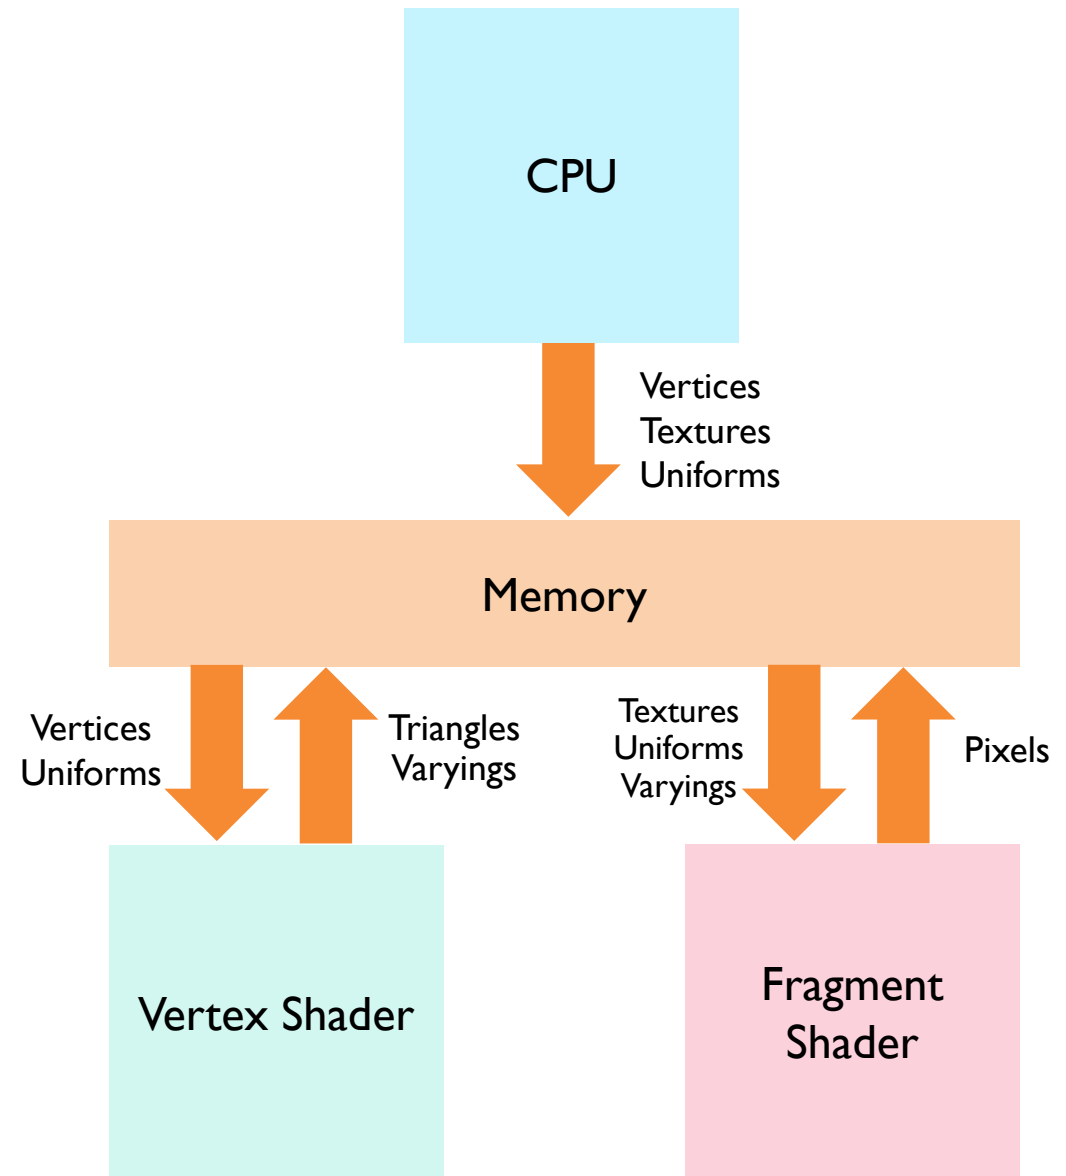 CPU
Vertices
Textures
Uniforms
Memory
Vertices
Uniforms
Triangles
Varyings
Textures
Uniforms
Varyings
Pixels
Vertex Shader
Fragment
Shader